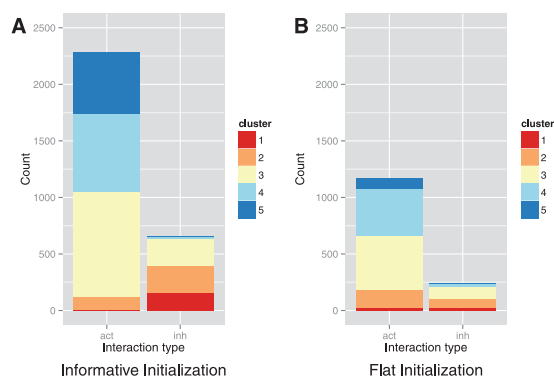 A
2500
2000
1500
1000
500
0
Count
act inh
Interaction type
cluster
1
2
3
4
5
Informative Initialization
B
2500
2000
1500
1000
500
0
Count
act inh
Interaction type
cluster
1
2
3
4
5
Flat Initialization